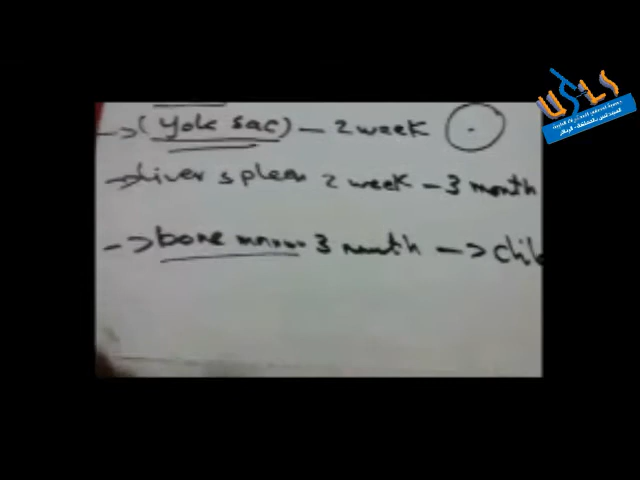 ->(yolk sac) - 2 week
->liver spleen 2 week - 3 month
->bone marrow 3 month -> chil